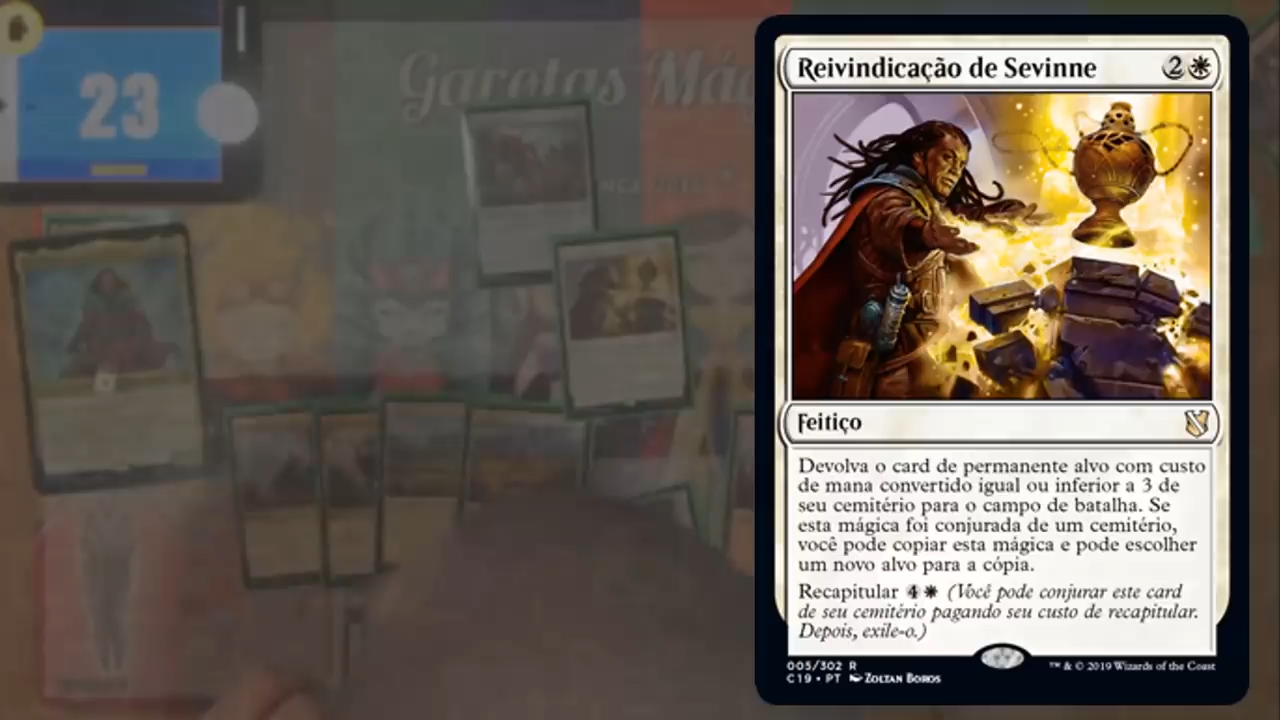 23
Garotas Mág
Reivindicação de Sevinne
2
Feitiço
Devolva o card de permanente alvo com custo
de mana convertido igual ou inferior a 3 de
seu cemitério para o campo de batalha. Se
esta mágica foi conjurada de um cemitério,
você pode copiar esta mágica e pode escolher
um novo alvo para a cópia.
Recapitular 4 (Você pode conjurar este card
de seu cemitério pagando seu custo de recapitular.
Depois, exile-o.)
005/302 R
C19 • PT Zoltan Boros
™ & © 2019 Wizards of the Coast